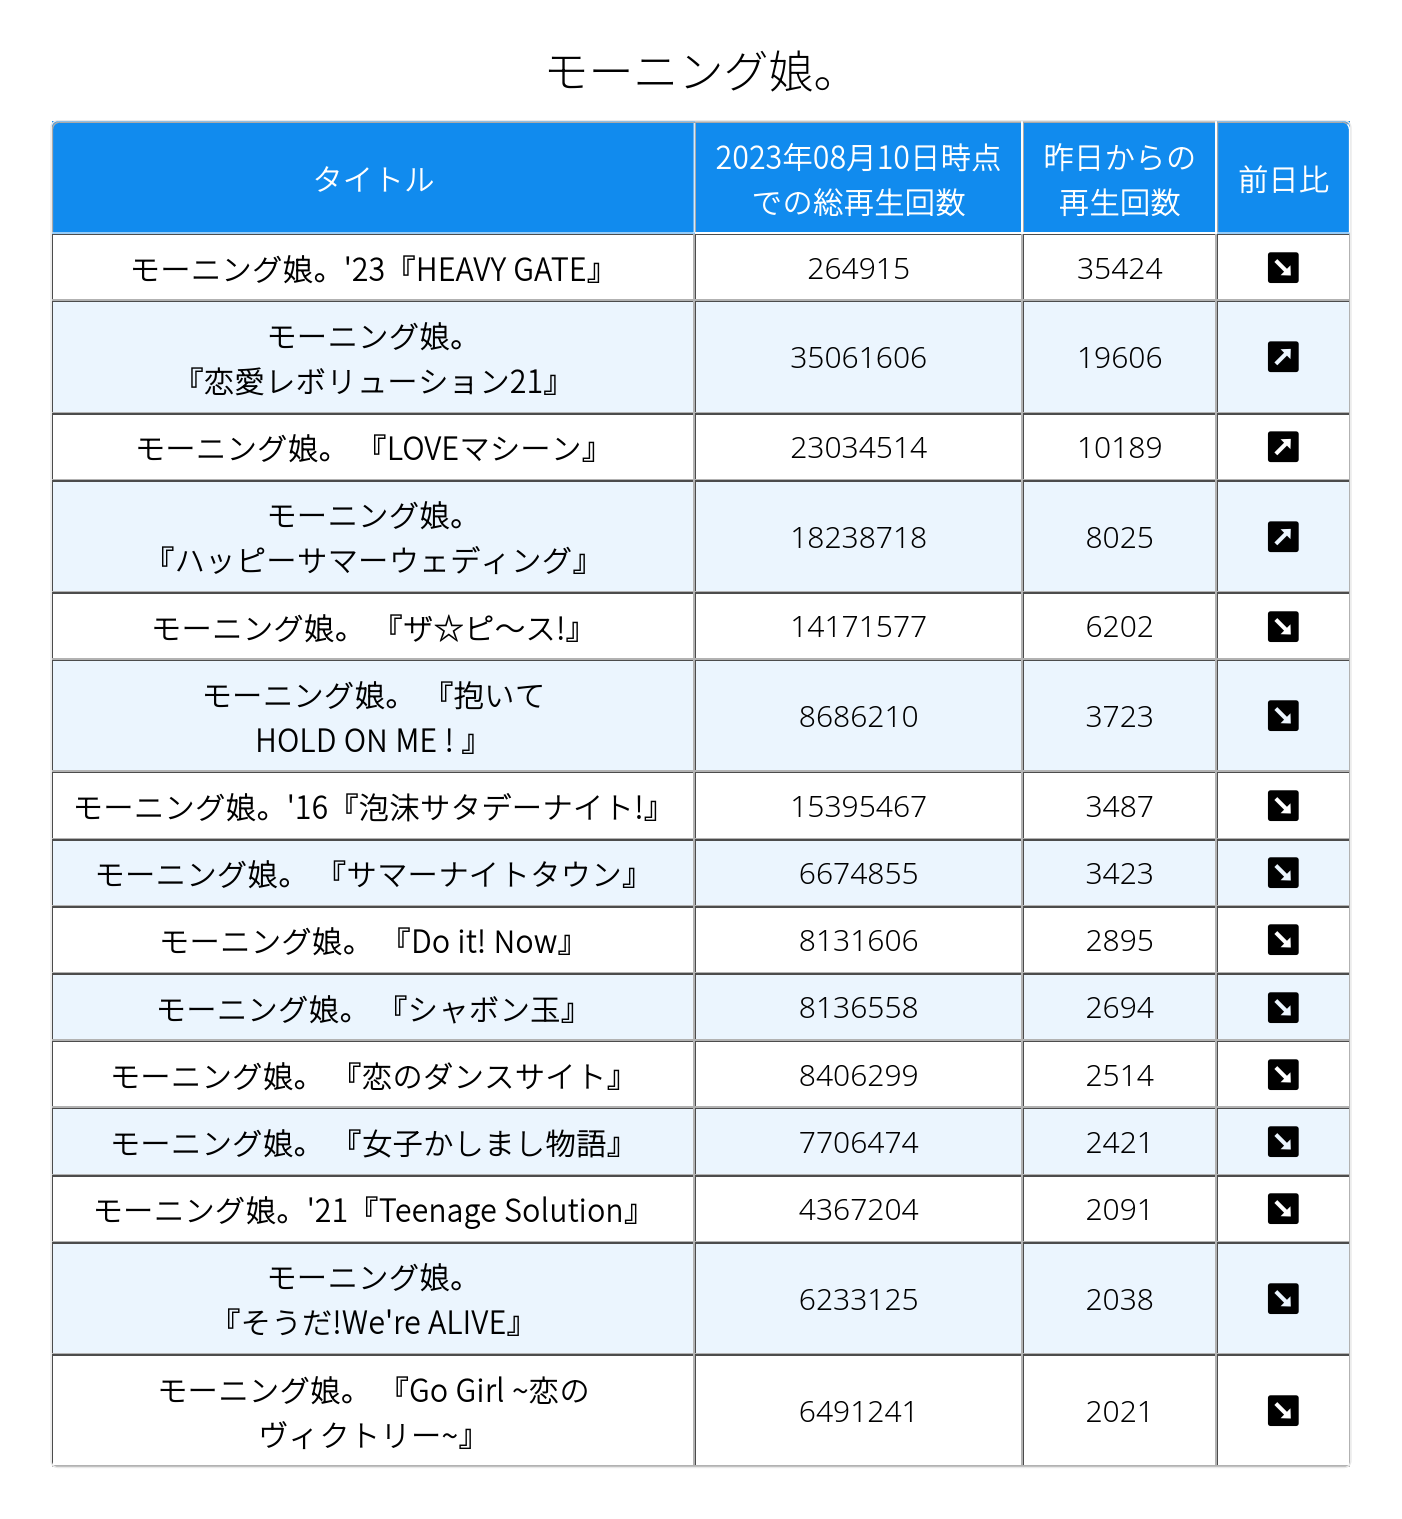 モーニング娘。
タイトル
2023年08月10日時点
での総再生回数
昨日からの
再生回数
前日比
モーニング娘。'23『HEAVY GATE』
264915
35424
モーニング娘。
『恋愛レボリューション21』
35061606
19606
モーニング娘。 『LOVEマシーン』
23034514
10189
モーニング娘。
『ハッピーサマーウェディング』
18238718
8025
モーニング娘。 『ザ☆ピ〜ス!』
14171577
6202
モーニング娘。 『抱いて
HOLD ON ME ! 』
8686210
3723
モーニング娘。'16『泡沫サタデーナイト!』
15395467
3487
モーニング娘。 『サマーナイトタウン』
6674855
3423
モーニング娘。 『Do it! Now』
8131606
2895
モーニング娘。 『シャボン玉』
8136558
2694
モーニング娘。 『恋のダンスサイト』
8406299
2514
モーニング娘。 『女子かしまし物語』
7706474
2421
モーニング娘。'21『Teenage Solution』
4367204
2091
モーニング娘。
『そうだ!We're ALIVE』
6233125
2038
モーニング娘。 『Go Girl ~恋の
ヴィクトリー~』
6491241
2021